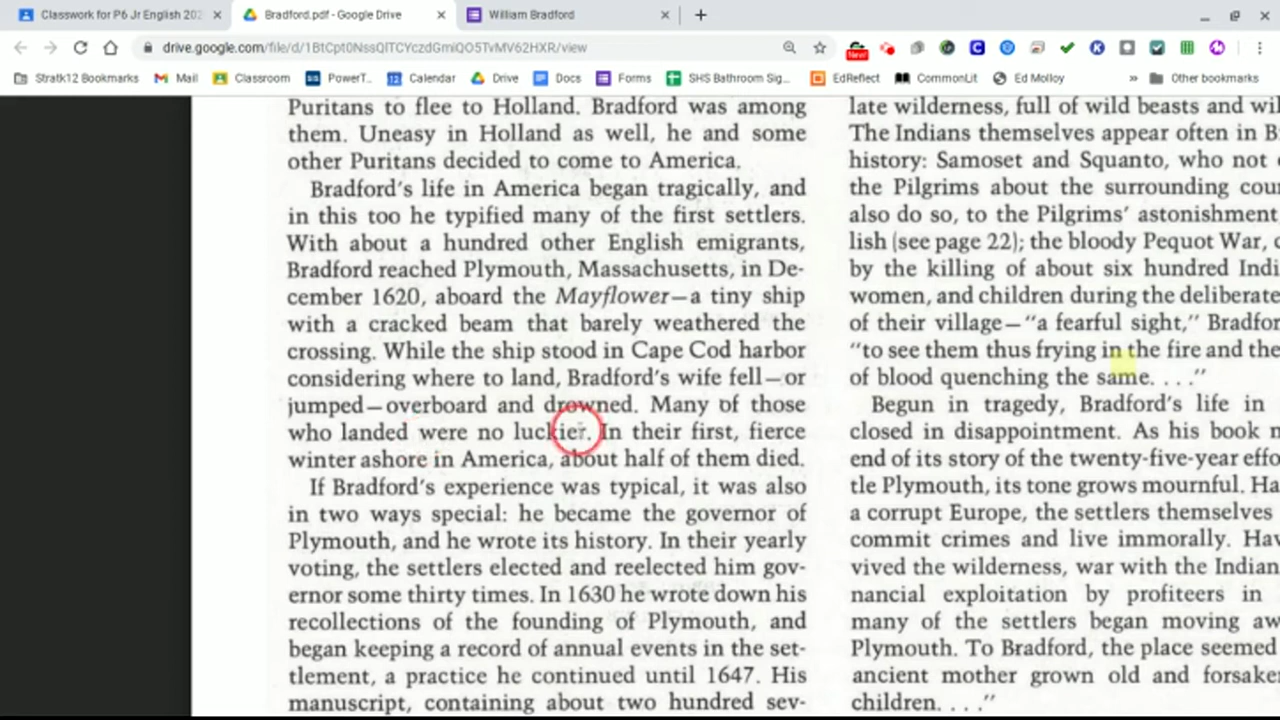 Classwork for P6 Jr English 202
Bradford.pdf - Google Drive
William Bradford
drive.google.com/file/d/1BtCpt0NssQlTCYczdGmiQO5TvMV62HXR/view
New!
Stratk12 Bookmarks
Mail
Classroom
PowerT...
Calendar
Drive
Docs
Forms
SHS Bathroom Sig...
EdReflect
CommonLit
Ed Molloy
»
Other bookmarks
Puritans to flee to Holland. Bradford was among
them. Uneasy in Holland as well, he and some
other Puritans decided to come to America.
Bradford's life in America began tragically, and
in this too he typified many of the first settlers.
With about a hundred other English emigrants,
Bradford reached Plymouth, Massachusetts, in De-
cember 1620, aboard the Mayflower—a tiny ship
with a cracked beam that barely weathered the
crossing. While the ship stood in Cape Cod harbor
considering where to land, Bradford's wife fell—or
jumped—overboard and drowned. Many of those
who landed were no luckier. In their first, fierce
winter ashore in America, about half of them died.
If Bradford's experience was typical, it was also
in two ways special: he became the governor of
Plymouth, and he wrote its history. In their yearly
voting, the settlers elected and reelected him gov-
ernor some thirty times. In 1630 he wrote down his
recollections of the founding of Plymouth, and
began keeping a record of annual events in the set-
tlement, a practice he continued until 1647. His
manuscript, containing about two hundred sev-
late wilderness, full of wild beasts and wil
The Indians themselves appear often in B
history: Samoset and Squanto, who not
the Pilgrims about the surrounding cou
also do so, to the Pilgrims' astonishment
lish (see page 22); the bloody Pequot War,
by the killing of about six hundred Indi
women, and children during the deliberate
of their village—"a fearful sight," Bradfor
"to see them thus frying in the fire and the
of blood quenching the same. . . ."
Begun in tragedy, Bradford's life in
closed in disappointment. As his book n
end of its story of the twenty-five-year effo
tle Plymouth, its tone grows mournful. Ha
a corrupt Europe, the settlers themselves
commit crimes and live immorally. Hav
vived the wilderness, war with the Indian
nancial exploitation by profiteers in
many of the settlers began moving aw
Plymouth. To Bradford, the place seemed
ancient mother grown old and forsake
children. . . ."